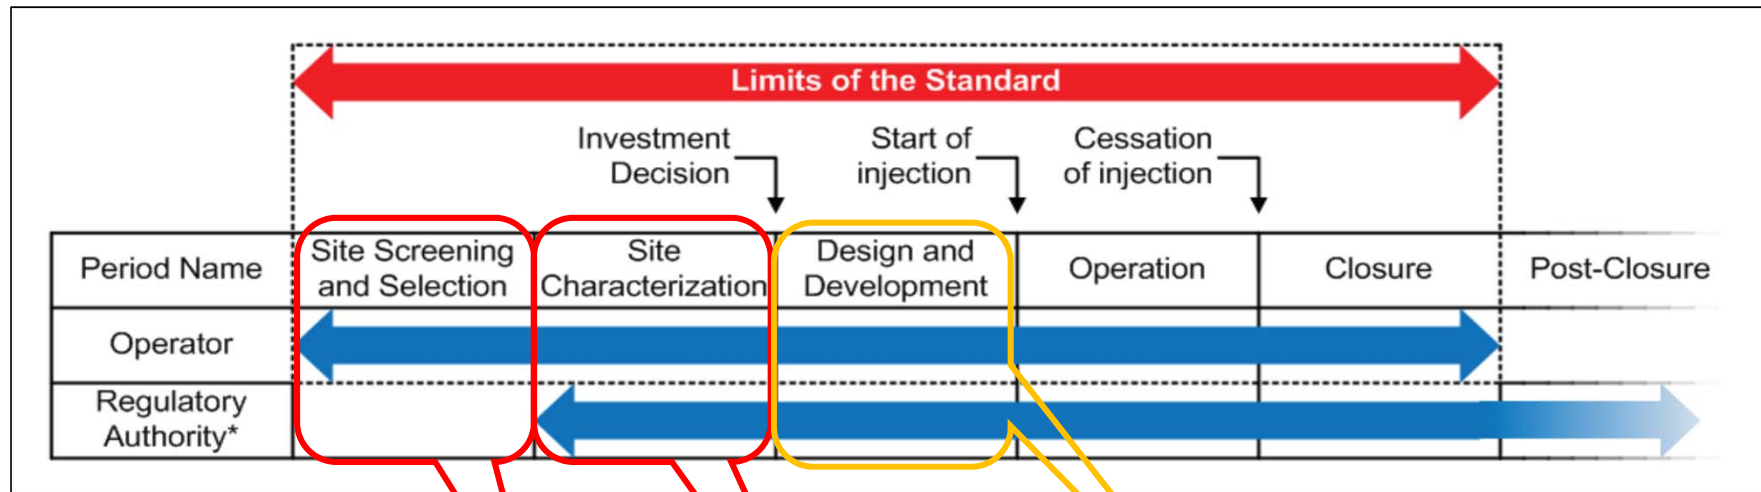 Limits of the Standard
Investment
Decision
Start of
injection
Cessation
of injection
Period Name
Site Screening
and Selection
Site
Characterization
Design and
Development
Operation
Closure
Post-Closure
Operator
Regulatory
Authority*